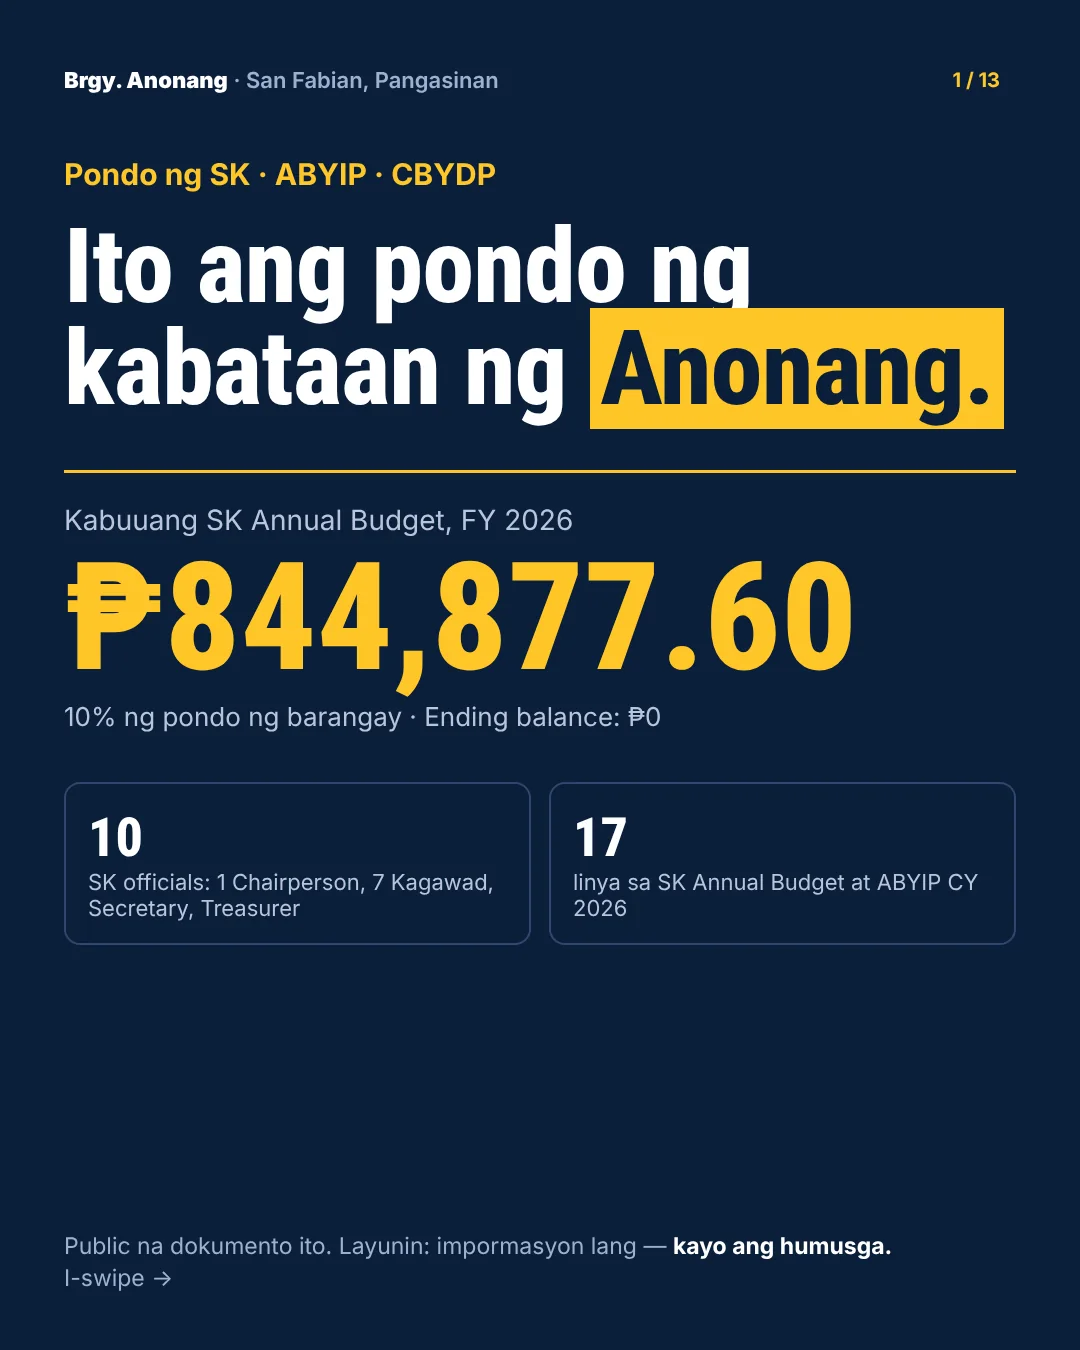 Brgy. Anonang · San Fabian, Pangasinan
1 / 13
Pondo ng SK · ABYIP · CBYDP
Ito ang pondo ng
kabataan ng Anonang.
Kabuuang SK Annual Budget, FY 2026
₱844,877.60
10% ng pondo ng barangay · Ending balance: ₱0
10
SK officials: 1 Chairperson, 7 Kagawad,
Secretary, Treasurer
17
linya sa SK Annual Budget at ABYIP CY
2026
Public na dokumento ito. Layunin: impormasyon lang — kayo ang humusga.
I-swipe →